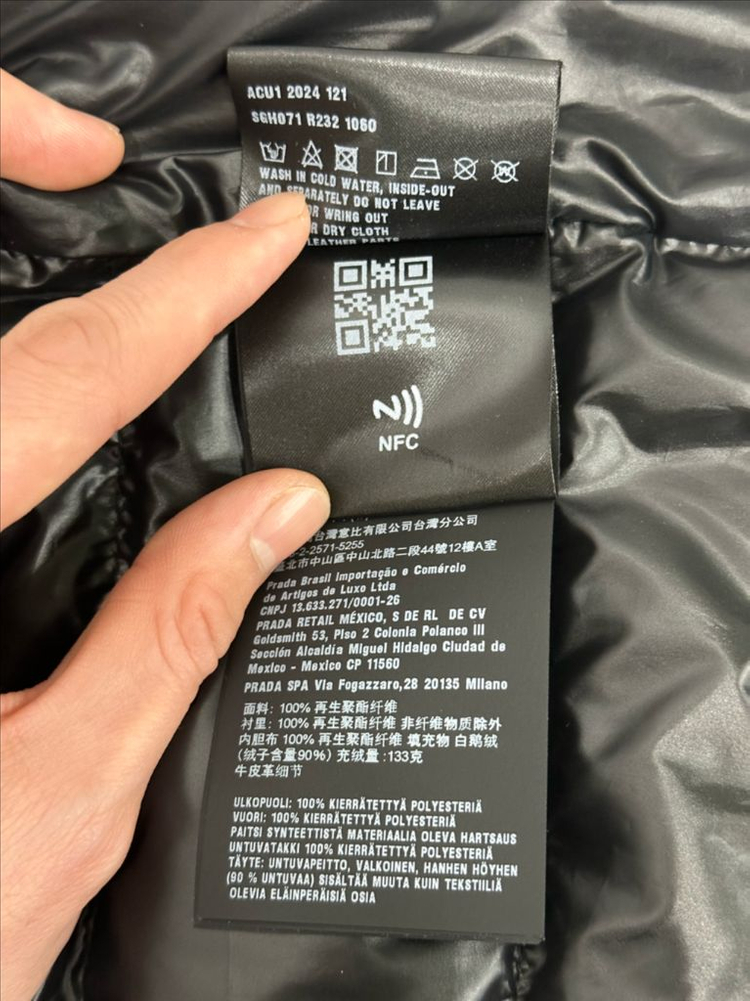 ACU1 2024 121
SGH071 R232 1060
WASH IN COLD WATER, INSIDE-OUT
AND SEPARATELY DO NOT LEAVE
OR WRING OUT
DRY CLOTH
LEATHER PARTS
NFC
台灣意比有限公司台灣分公司
-2-2571-5255
北市中山區中山北路二段44號12樓A室
Prada Brasil Importação e Comércio
de Artigos de Luxo Ltda
CNPJ 13.633.271/0001-26
PRADA RETAIL MÉXICO, S DE RL DE CV
Goldsmith 53, Piso 2 Colonia Polanco III
Sección Alcaldía Miguel Hidalgo Ciudad de
Mexico - Mexico CP 11560
PRADA SPA Via Fogazzaro,28 20135 Milano
面料: 100% 再生聚酯纤维
衬里: 100% 再生聚酯纤维 非纤维物质除外
内胆布 100% 再生聚酯纤维 填充物 白鹅绒
(绒子含量90%) 充绒量:133克
牛皮革细节
ULKOPUOLI: 100% KIERRÄTETTYÄ POLYESTERIÄ
VUORI: 100% KIERRÄTETTYÄ POLYESTERIÄ
PAITSI SYNTEETTISTÄ MATERIAALIA OLEVA HARTSAUS
UNTUVATAKKI 100% KIERRÄTETTYÄ POLYESTERIÄ
TÄYTE: UNTUVAPEITTO, VALKOINEN, HANHEN HÖYHEN
(90 % UNTUVAA) SISÄLTÄÄ MUUTA KUIN TEKSTIILIÄ
OLEVIA ELÄINPERÄISIÄ OSIA